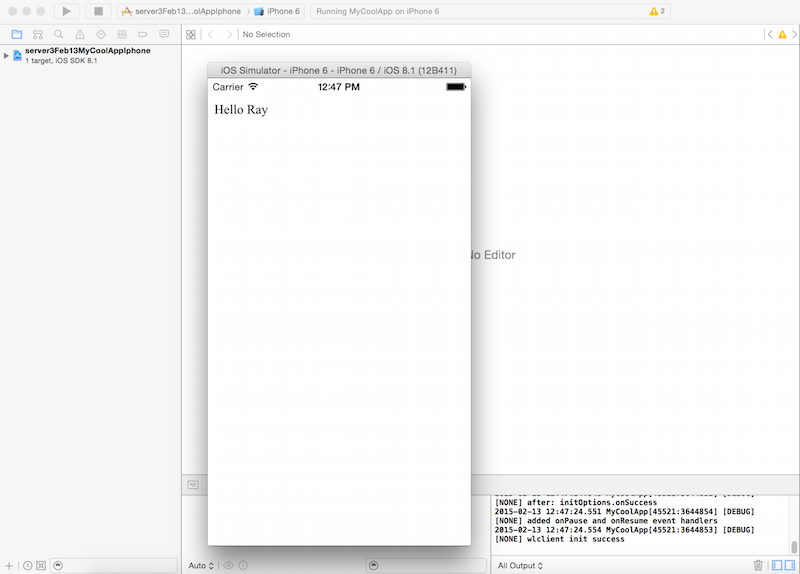 server3Feb13...olAppIphone
iPhone 6
Running MyCoolApp on iPhone 6
2
server3Feb13MyCoolAppIphone
1 target, iOS SDK 8.1
No Selection
iOS Simulator - iPhone 6 - iPhone 6 / iOS 8.1 (12B411)
Carrier
12:47 PM
Hello Ray
No Editor
[NONE] after: initOptions.onSuccess
2015-02-13 12:47:24.551 MyCoolApp[45521:3644854] [DEBUG]
[NONE] added onPause and onResume event handlers
2015-02-13 12:47:24.554 MyCoolApp[45521:3644853] [DEBUG]
[NONE] wlclient init success
Auto
All Output